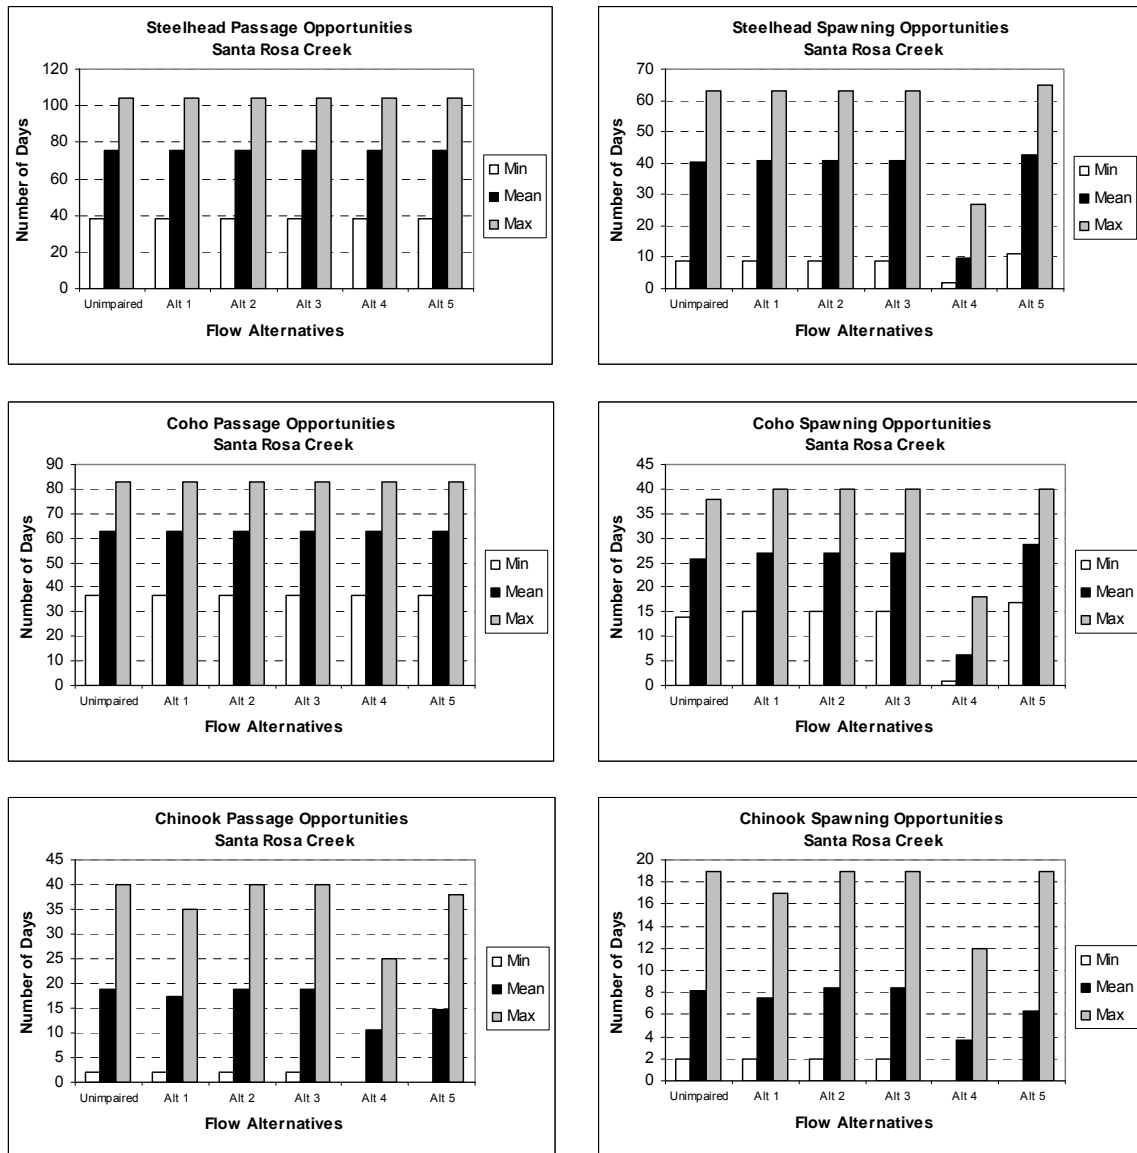 Steelhead Passage Opportunities
Santa Rosa Creek
120
100
80
60
40
20
0
Number of Days
Unimpaired Alt 1 Alt 2 Alt 3 Alt 4 Alt 5
Flow Alternatives
Min
Mean
Max
Steelhead Spawning Opportunities
Santa Rosa Creek
70
60
50
40
30
20
10
0
Number of Days
Unimpaired Alt 1 Alt 2 Alt 3 Alt 4 Alt 5
Flow Alternatives
Min
Mean
Max
Coho Passage Opportunities
Santa Rosa Creek
90
80
70
60
50
40
30
20
10
0
Number of Days
Unimpaired Alt 1 Alt 2 Alt 3 Alt 4 Alt 5
Flow Alternatives
Min
Mean
Max
Coho Spawning Opportunities
Santa Rosa Creek
45
40
35
30
25
20
15
10
5
0
Number of Days
Unimpaired Alt 1 Alt 2 Alt 3 Alt 4 Alt 5
Flow Alternatives
Min
Mean
Max
Chinook Passage Opportunities
Santa Rosa Creek
45
40
35
30
25
20
15
10
5
0
Number of Days
Unimpaired Alt 1 Alt 2 Alt 3 Alt 4 Alt 5
Flow Alternatives
Min
Mean
Max
Chinook Spawning Opportunities
Santa Rosa Creek
20
18
16
14
12
10
8
6
4
2
0
Number of Days
Unimpaired Alt 1 Alt 2 Alt 3 Alt 4 Alt 5
Flow Alternatives
Min
Mean
Max